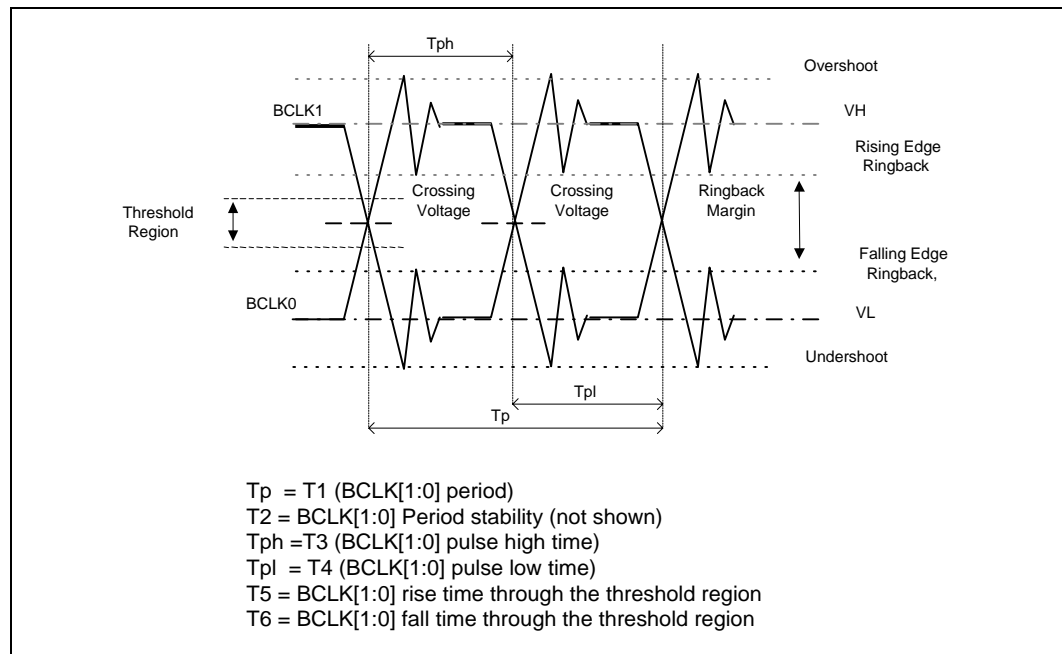 Tph
Overshoot
BCLK1
VH
Rising Edge
Ringback
Crossing
Voltage
Crossing
Voltage
Ringback
Margin
Threshold
Region
Falling Edge
Ringback,
BCLK0
VL
Undershoot
Tpl
Tp
Tp = T1 (BCLK[1:0] period)
T2 = BCLK[1:0] Period stability (not shown)
Tph =T3 (BCLK[1:0] pulse high time)
Tpl = T4 (BCLK[1:0] pulse low time)
T5 = BCLK[1:0] rise time through the threshold region
T6 = BCLK[1:0] fall time through the threshold region